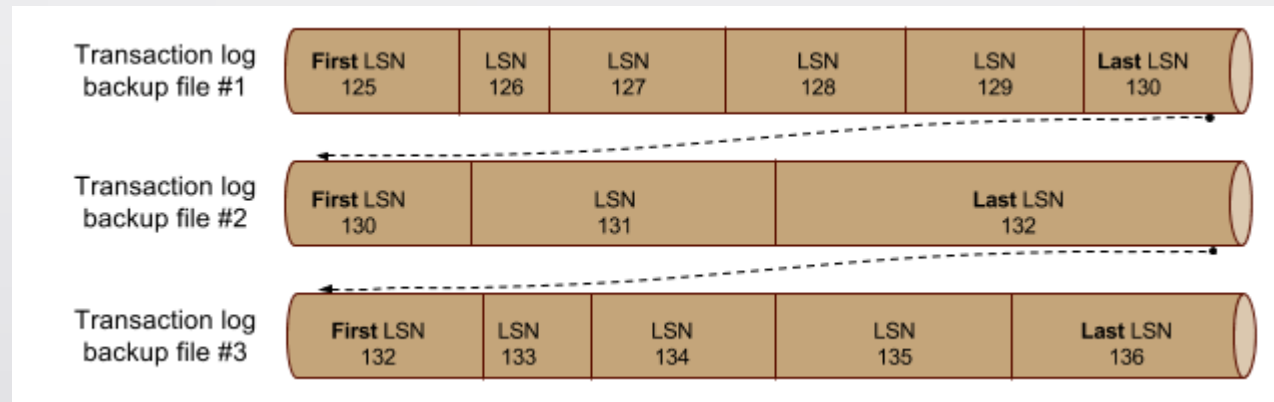 Transaction log
backup file #1
First LSN
125
LSN
126
LSN
127
LSN
128
LSN
129
Last LSN
130
Transaction log
backup file #2
First LSN
130
LSN
131
Last LSN
132
Transaction log
backup file #3
First LSN
132
LSN
133
LSN
134
LSN
135
Last LSN
136